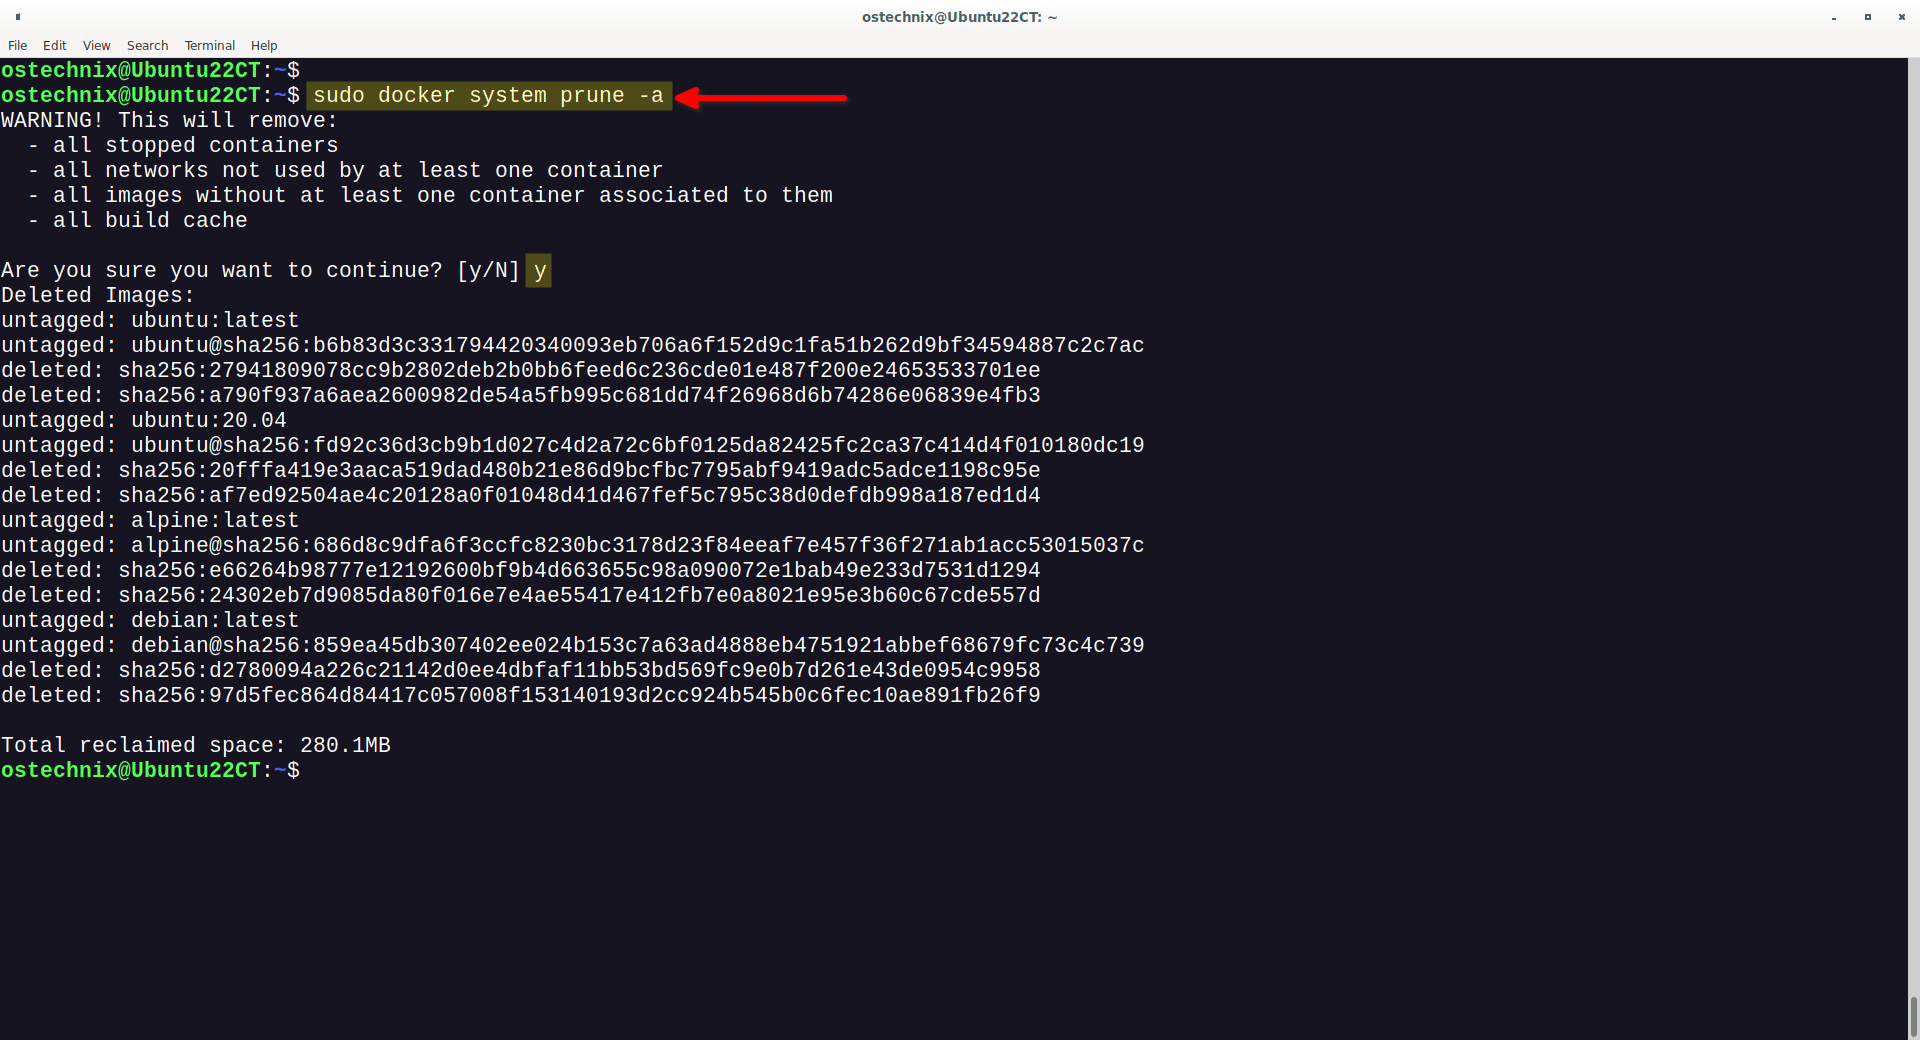 ostechnix@Ubuntu22CT: ~
File Edit View Search Terminal Help
ostechnix@Ubuntu22CT:~$
ostechnix@Ubuntu22CT:~$ sudo docker system prune -a
WARNING! This will remove:
  - all stopped containers
  - all networks not used by at least one container
  - all images without at least one container associated to them
  - all build cache

Are you sure you want to continue? [y/N] y
Deleted Images:
untagged: ubuntu:latest
untagged: ubuntu@sha256:b6b83d3c331794420340093eb706a6f152d9c1fa51b262d9bf34594887c2c7ac
deleted: sha256:27941809078cc9b2802deb2b0bb6feed6c236cde01e487f200e24653533701ee
deleted: sha256:a790f937a6aea2600982de54a5fb995c681dd74f26968d6b74286e06839e4fb3
untagged: ubuntu:20.04
untagged: ubuntu@sha256:fd92c36d3cb9b1d027c4d2a72c6bf0125da82425fc2ca37c414d4f010180dc19
deleted: sha256:20fffa419e3aaca519dad480b21e86d9bcfbc7795abf9419adc5adce1198c95e
deleted: sha256:af7ed92504ae4c20128a0f01048d41d467fef5c795c38d0defdb998a187ed1d4
untagged: alpine:latest
untagged: alpine@sha256:686d8c9dfa6f3ccfc8230bc3178d23f84eeaf7e457f36f271ab1acc53015037c
deleted: sha256:e66264b98777e12192600bf9b4d663655c98a090072e1bab49e233d7531d1294
deleted: sha256:24302eb7d9085da80f016e7e4ae55417e412fb7e0a8021e95e3b60c67cde557d
untagged: debian:latest
untagged: debian@sha256:859ea45db307402ee024b153c7a63ad4888eb4751921abbef68679fc73c4c739
deleted: sha256:d2780094a226c21142d0ee4dbfaf11bb53bd569fc9e0b7d261e43de0954c9958
deleted: sha256:97d5fec864d84417c057008f153140193d2cc924b545b0c6fec10ae891fb26f9

Total reclaimed space: 280.1MB
ostechnix@Ubuntu22CT:~$